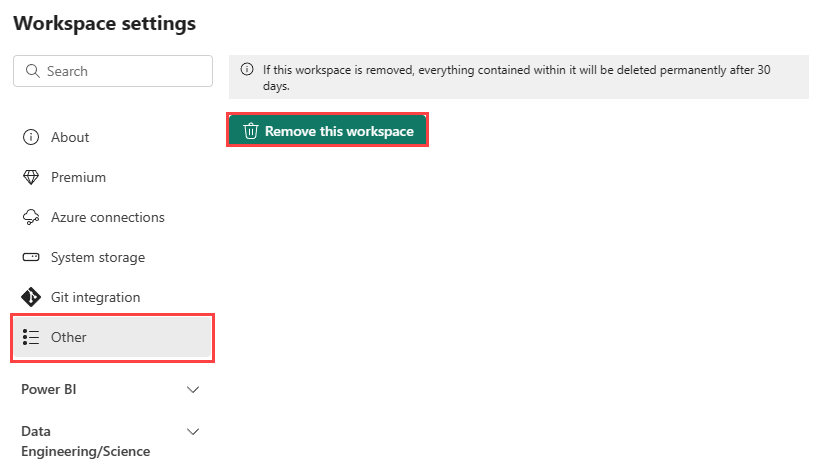 Workspace settings
Search
If this workspace is removed, everything contained within it will be deleted permanently after 30
days.
Remove this workspace
About
Premium
Azure connections
System storage
Git integration
Other
Power BI
Data
Engineering/Science